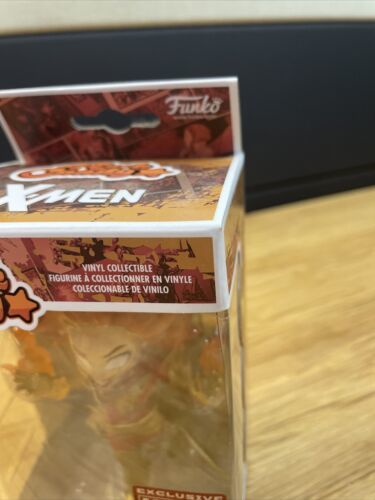 Funko
X-MEN
VINYL COLLECTIBLE
FIGURINE À COLLECTIONNER EN VINYLE
COLECCIONABLE DE VINILO
EXCLUSIVE